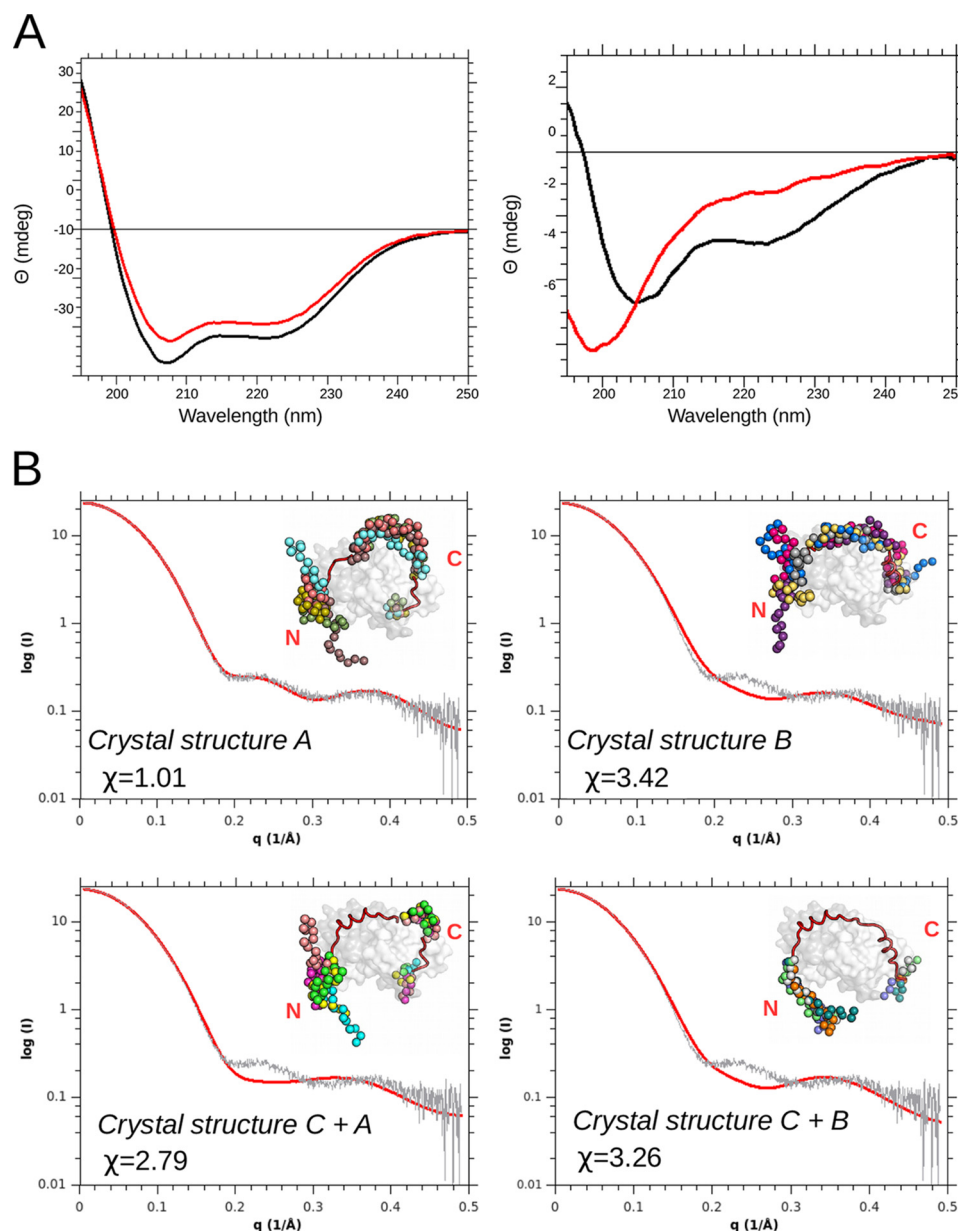 A
30
20
10
0
-10
-20
-30
Θ (mdeg)
200 210 220 230 240 250
Wavelength (nm)
2
0
-2
-4
-6
Θ (mdeg)
200 210 220 230 240 25
Wavelength (nm)
B
10
1
0.1
0.01
log (I)
N
C
Crystal structure A
χ=1.01
0 0.1 0.2 0.3 0.4 0.5
q (1/Å)
10
1
0.1
0.01
log (I)
N
C
Crystal structure B
χ=3.42
0 0.1 0.2 0.3 0.4 0.5
q (1/Å)
10
1
0.1
0.01
log (I)
N
C
Crystal structure C + A
χ=2.79
0 0.1 0.2 0.3 0.4 0.5
q (1/Å)
10
1
0.1
0.01
log (I)
N
C
Crystal structure C + B
χ=3.26
0 0.1 0.2 0.3 0.4 0.5
q (1/Å)